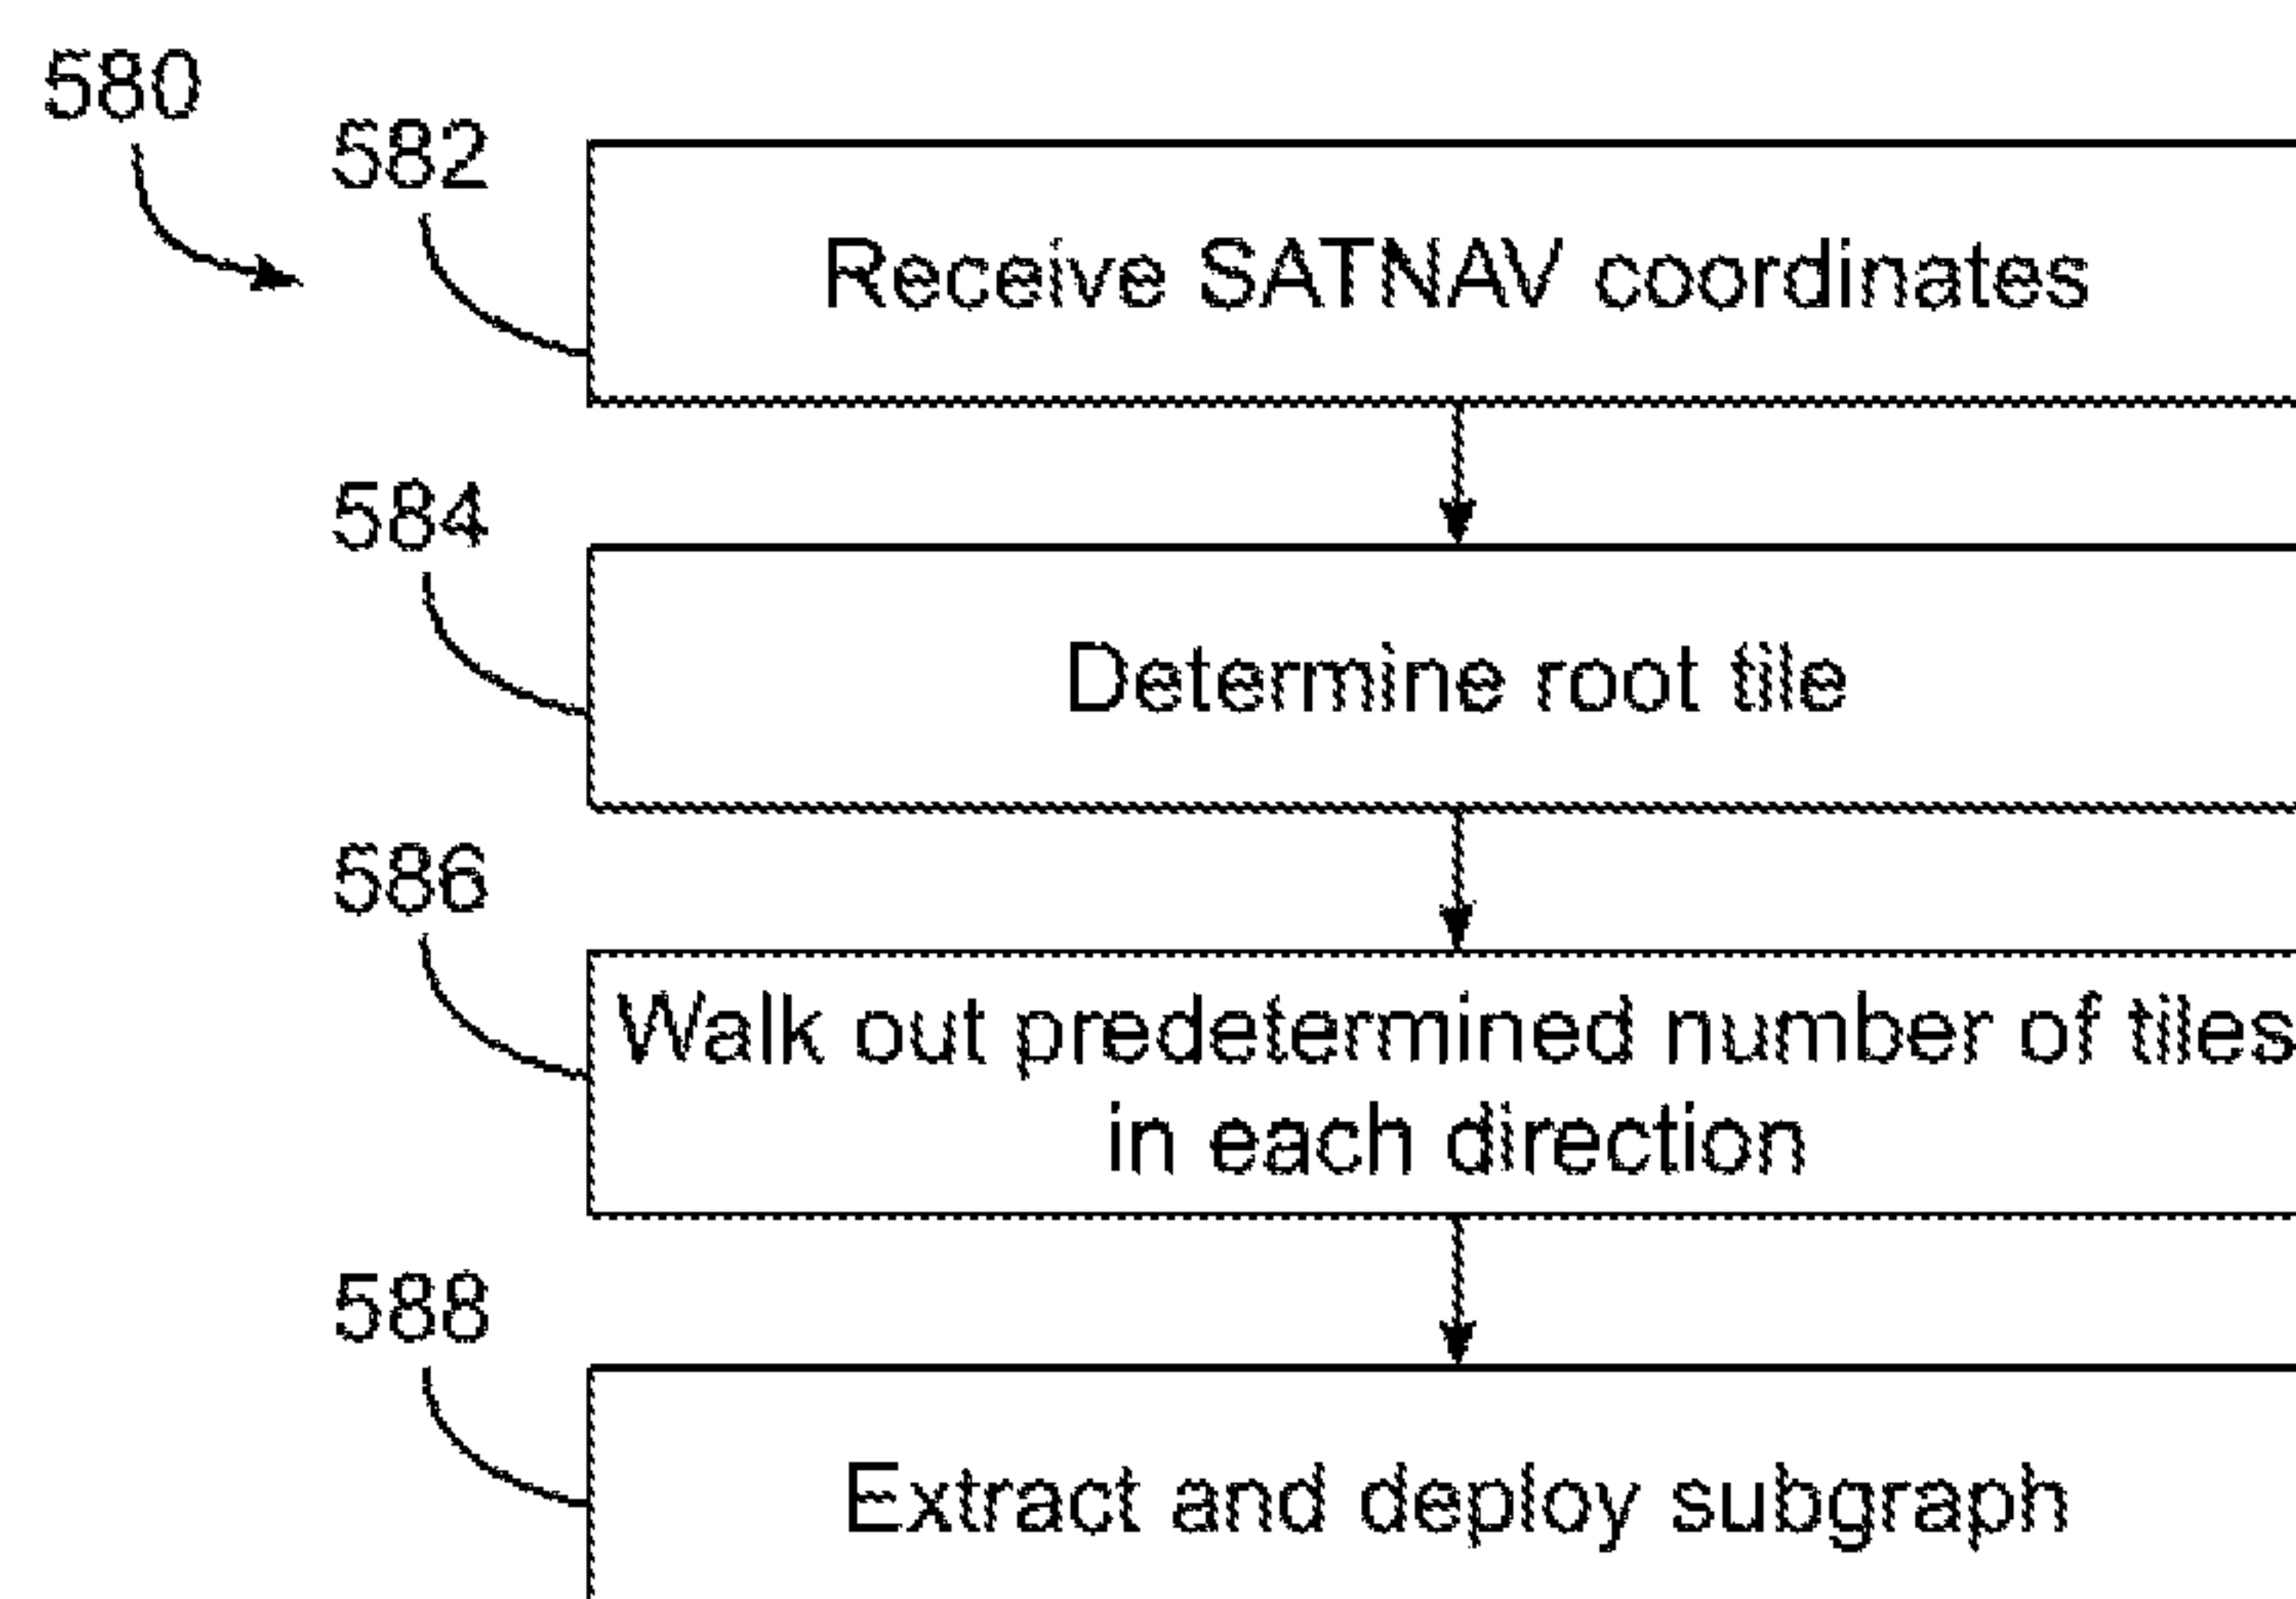 580
582
Receive SATNAV coordinates
584
Determine root tile
586
Walk out predetermined number of tiles
in each direction
588
Extract and deploy subgraph